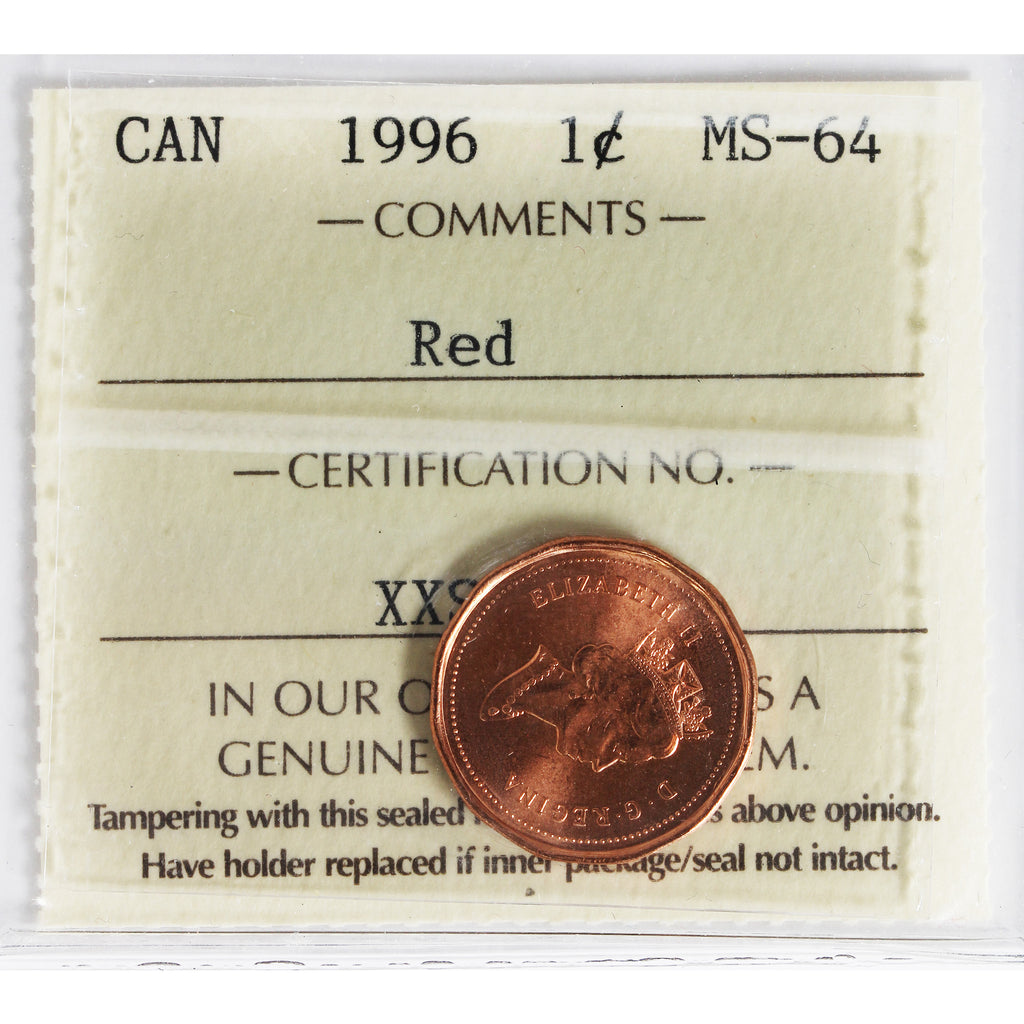 CAN 1996 1¢ MS-64
— COMMENTS —
Red
— CERTIFICATION NO. —
XXS
IN OUR O S A
GENUINE EM.
Tampering with this sealed s above opinion.
Have holder replaced if inner package/seal not intact.
ELIZABETH II
D·G·REGINA